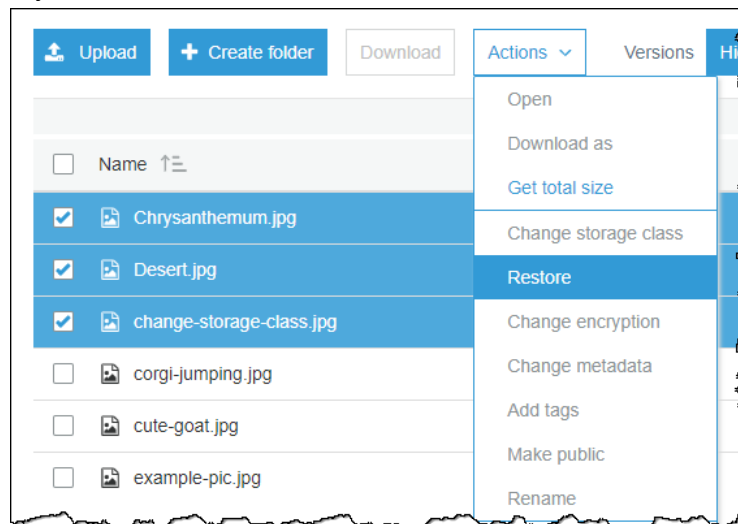 Upload Create folder Download Actions Versions Hi
Open
Download as
Get total size
Name
Chrysanthemum.jpg
Change storage class
Desert.jpg
Restore
change-storage-class.jpg
Change encryption
corgi-jumping.jpg
Change metadata
Add tags
cute-goat.jpg
Make public
example-pic.jpg
Rename